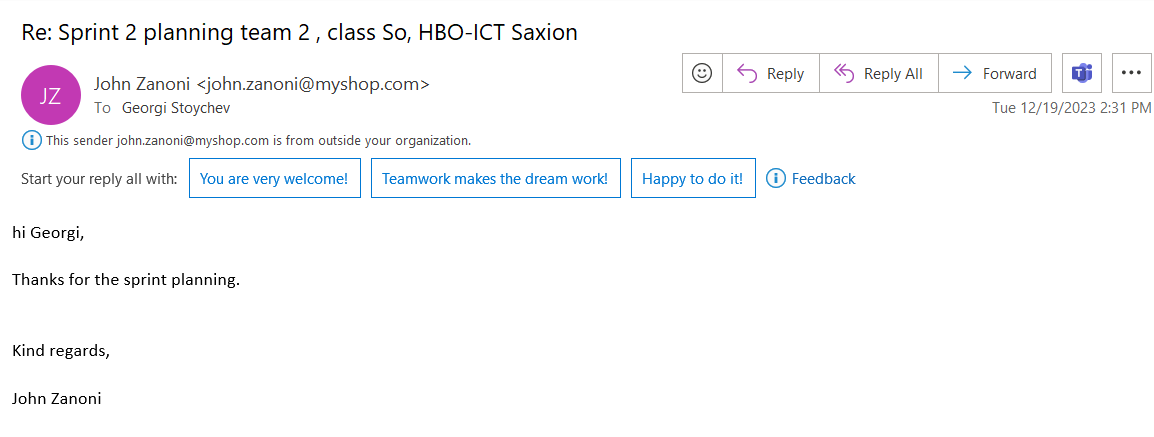 Re: Sprint 2 planning team 2 , class So, HBO-ICT Saxion
JZ
John Zanoni <john.zanoni@myshop.com>
To Georgi Stoychev
Reply
Reply All
Forward
Tue 12/19/2023 2:31 PM
This sender john.zanoni@myshop.com is from outside your organization.
Start your reply all with: You are very welcome! Teamwork makes the dream work! Happy to do it! Feedback
hi Georgi,
Thanks for the sprint planning.
Kind regards,
John Zanoni